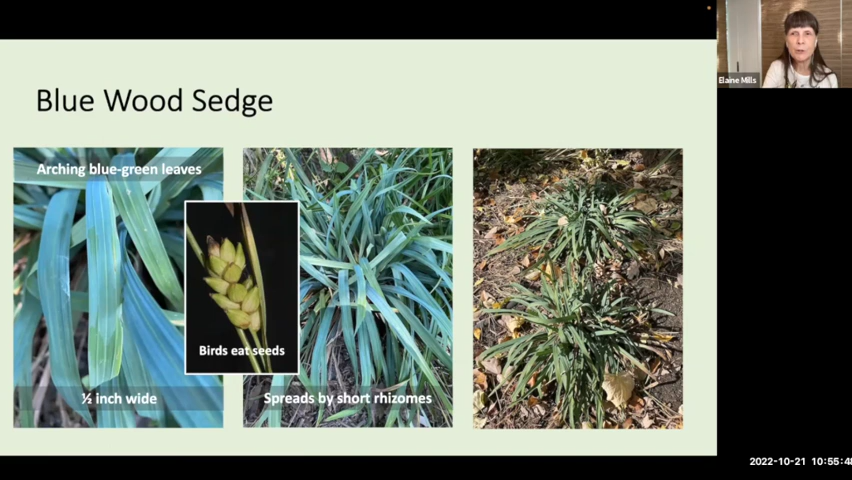 Elaine Mills
Blue Wood Sedge
Arching blue-green leaves
Birds eat seeds
½ inch wide
Spreads by short rhizomes
2022-10-21 10:55:48